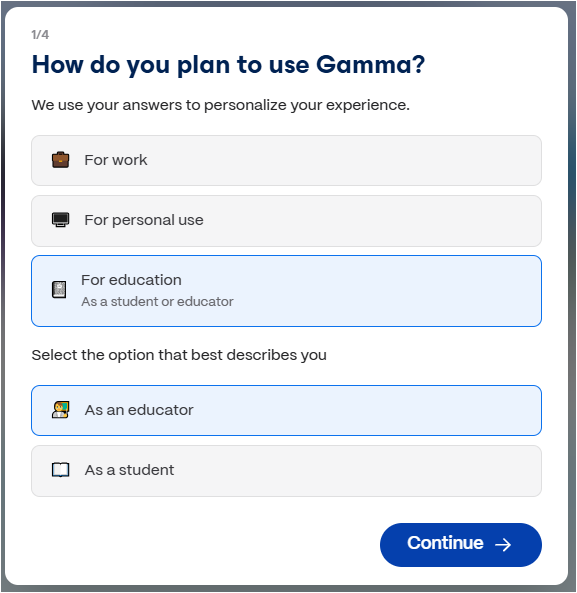 1/4
How do you plan to use Gamma?
We use your answers to personalize your experience.
For work
For personal use
For education
As a student or educator
Select the option that best describes you
As an educator
As a student
Continue →